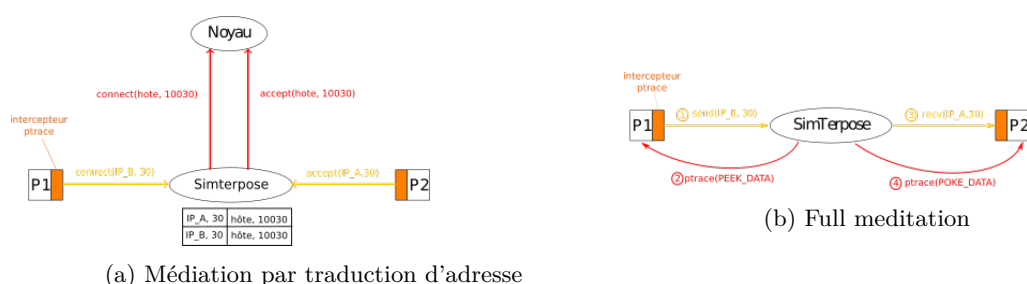 Noyau
connect(hote, 10030)
accept(hote, 10030)
intercepteur
ptrace
P1
connect(IP_B, 30)
Simterpose
accept(IP_A,30)
P2
IP_A, 30 hôte, 10030
IP_B, 30 hôte, 10030
(a) Médiation par traduction d'adresse
intercepteur
ptrace
P1
1 send(IP_B, 30)
SimTerpose
3 recv(IP_A,30)
P2
2 ptrace(PEEK_DATA)
4 ptrace(POKE_DATA)
(b) Full meditation